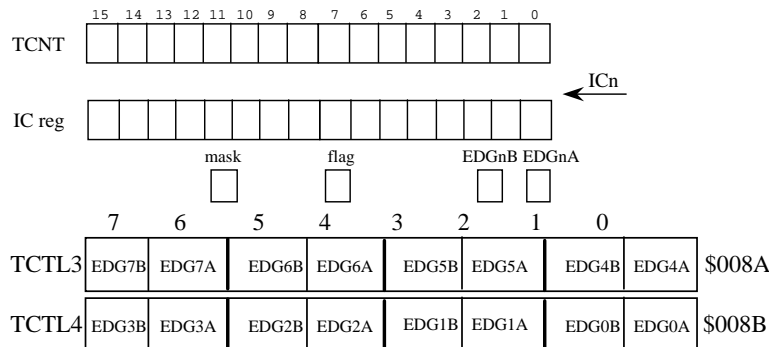 15 14 13 12 11 10 9 8 7 6 5 4 3 2 1 0
TCNT
ICn
IC reg
mask flag EDGnB EDGnA
7 6 5 4 3 2 1 0
TCTL3 EDG7B EDG7A EDG6B EDG6A EDG5B EDG5A EDG4B EDG4A $008A
TCTL4 EDG3B EDG3A EDG2B EDG2A EDG1B EDG1A EDG0B EDG0A $008B